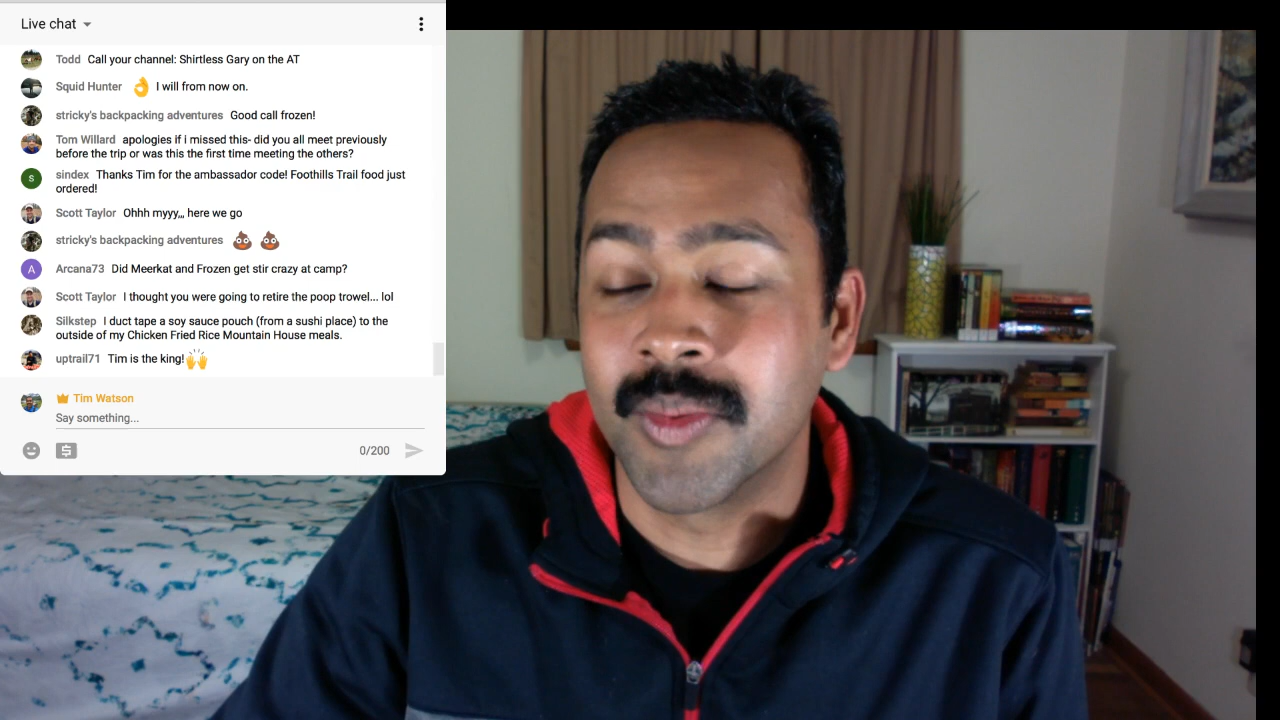 Live chat
Todd Call your channel: Shirtless Gary on the AT
Squid Hunter 👌 I will from now on.
stricky's backpacking adventures Good call frozen!
Tom Willard apologies if i missed this- did you all meet previously
before the trip or was this the first time meeting the others?
S
sindex Thanks Tim for the ambassador code! Foothills Trail food just
ordered!
Scott Taylor Ohhh myyy,,, here we go
stricky's backpacking adventures 💩 💩
A
Arcana73 Did Meerkat and Frozen get stir crazy at camp?
Scott Taylor I thought you were going to retire the poop trowel... lol
Silkstep I duct tape a soy sauce pouch (from a sushi place) to the
outside of my Chicken Fried Rice Mountain House meals.
uptrail71 Tim is the king!🙌
Tim Watson
Say something...
$
0/200